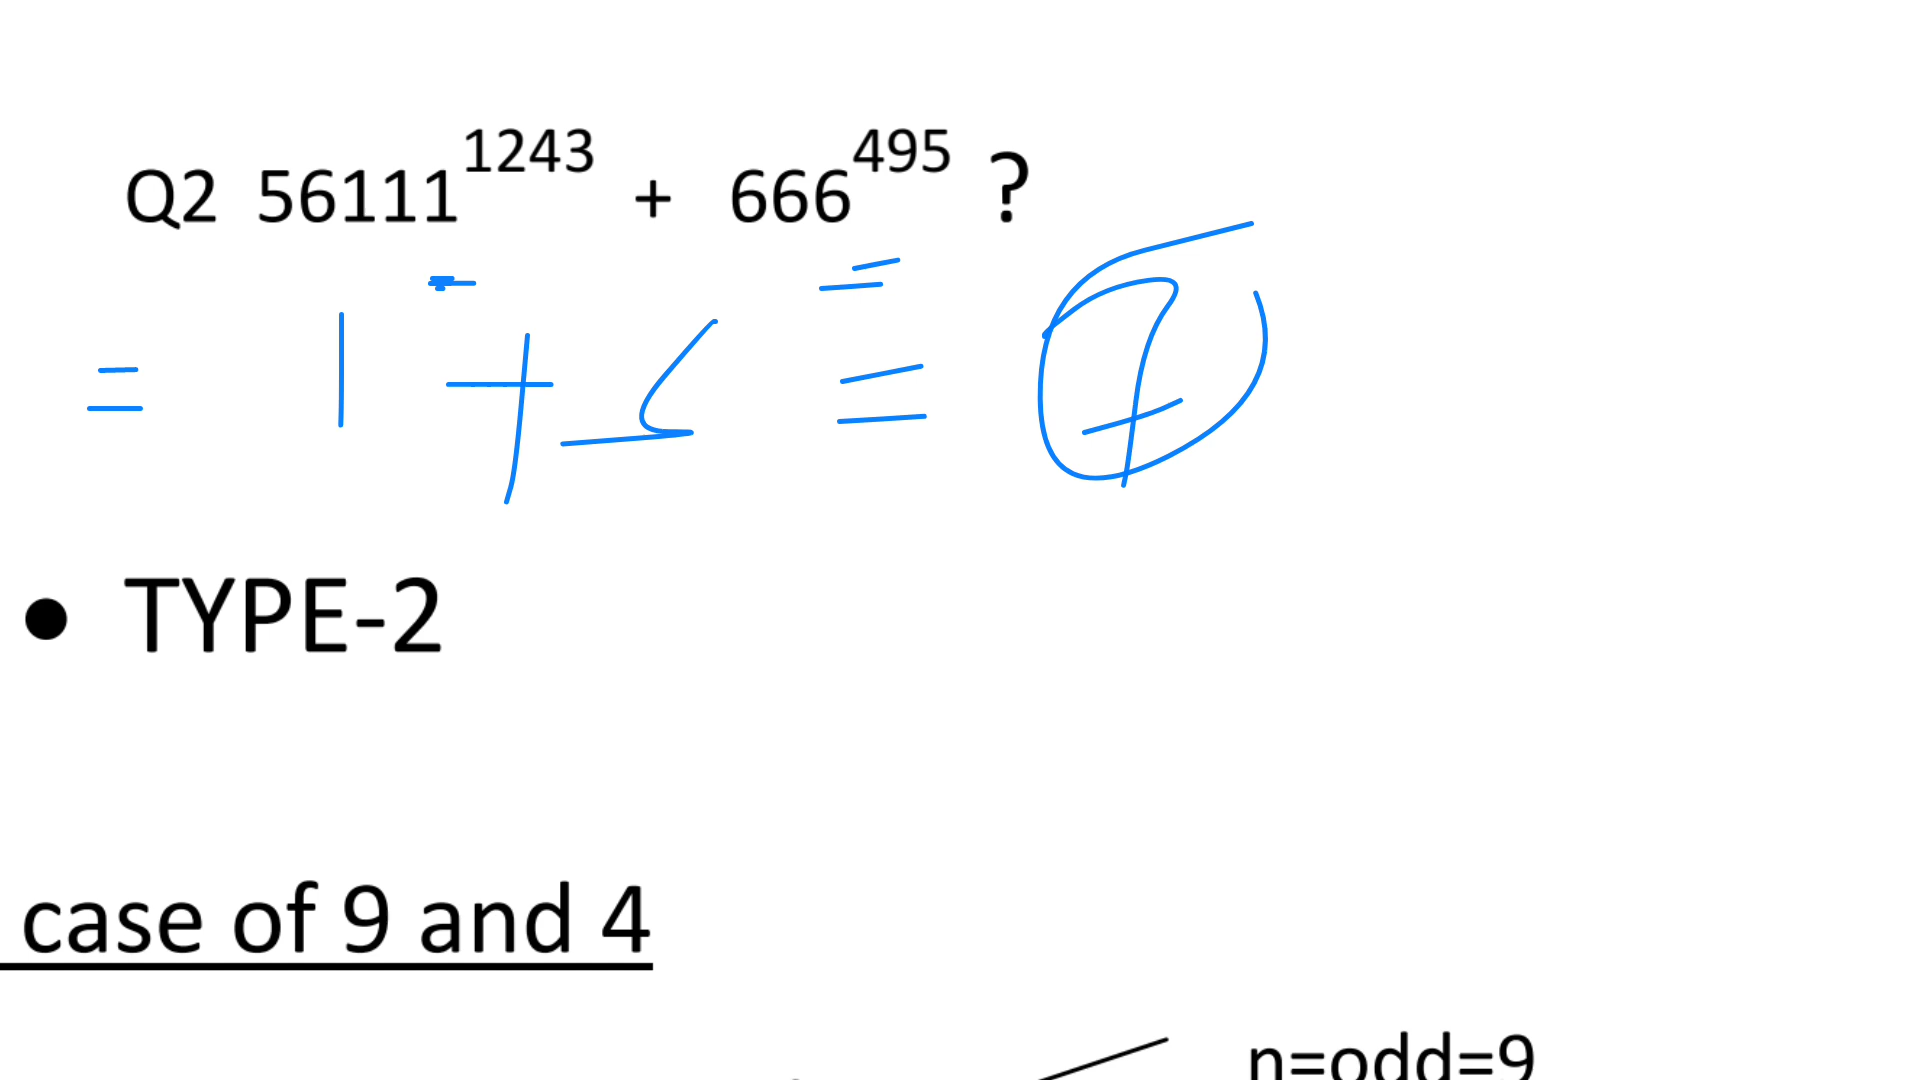 Q2 56111^1243 + 666^495 ?
= 1 + 6 = 7
• TYPE-2
case of 9 and 4
n=odd=9